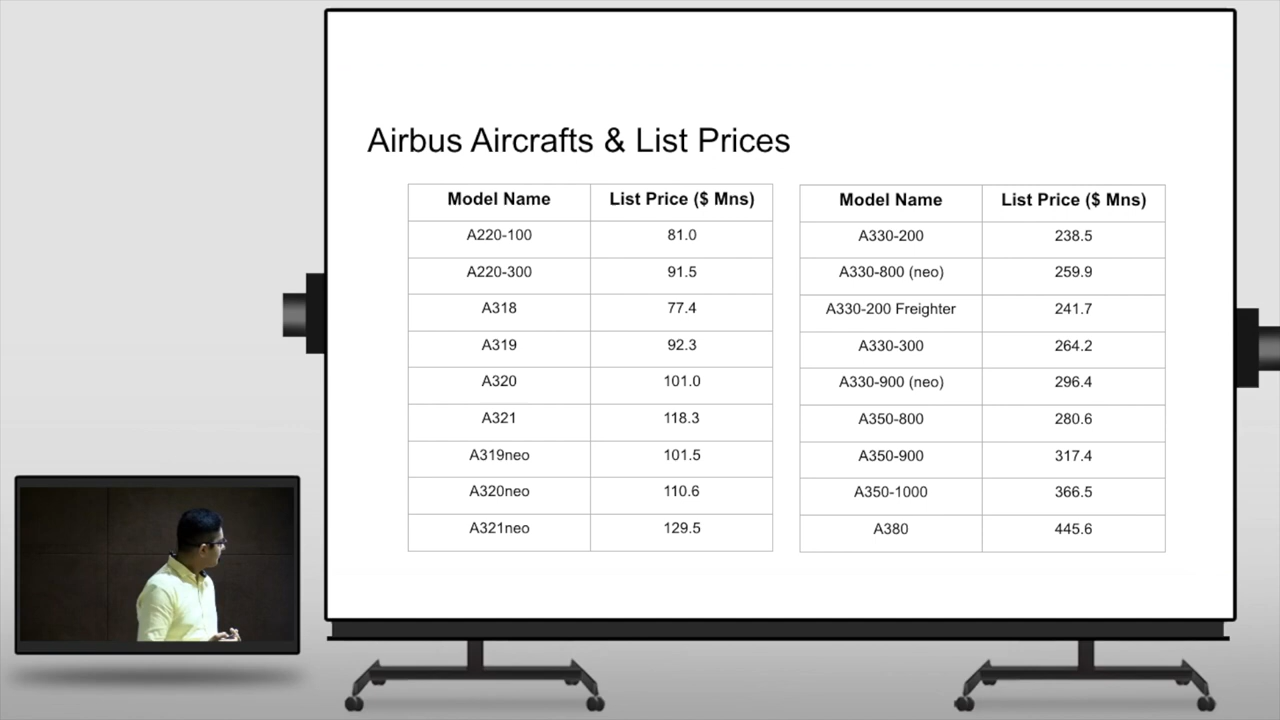 Airbus Aircrafts & List Prices
Model Name List Price ($ Mns)
A220-100 81.0
A220-300 91.5
A318 77.4
A319 92.3
A320 101.0
A321 118.3
A319neo 101.5
A320neo 110.6
A321neo 129.5
Model Name List Price ($ Mns)
A330-200 238.5
A330-800 (neo) 259.9
A330-200 Freighter 241.7
A330-300 264.2
A330-900 (neo) 296.4
A350-800 280.6
A350-900 317.4
A350-1000 366.5
A380 445.6